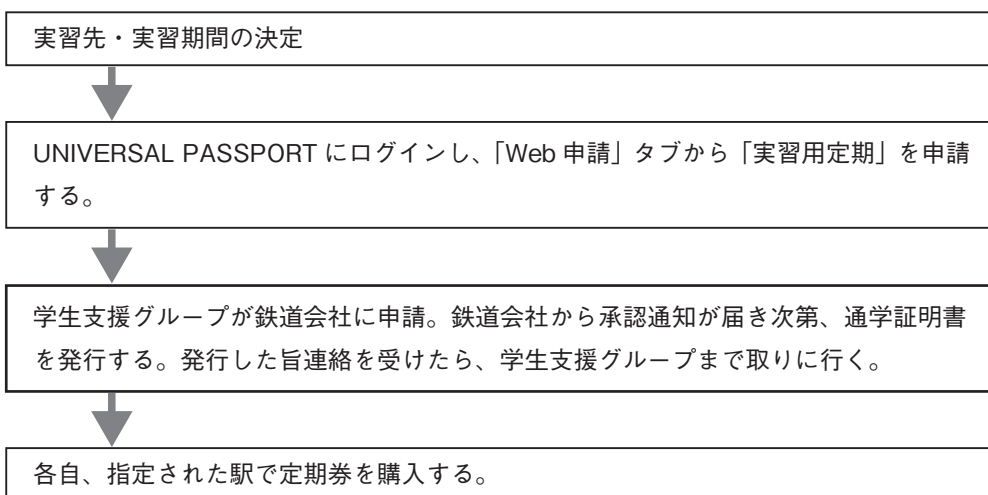 実習先・実習期間の決定
UNIVERSAL PASSPORT にログインし、「Web 申請」タブから「実習用定期」を申請
する。
学生支援グループが鉄道会社に申請。鉄道会社から承認通知が届き次第、通学証明書
を発行する。発行した旨連絡を受けたら、学生支援グループまで取りに行く。
各自、指定された駅で定期券を購入する。